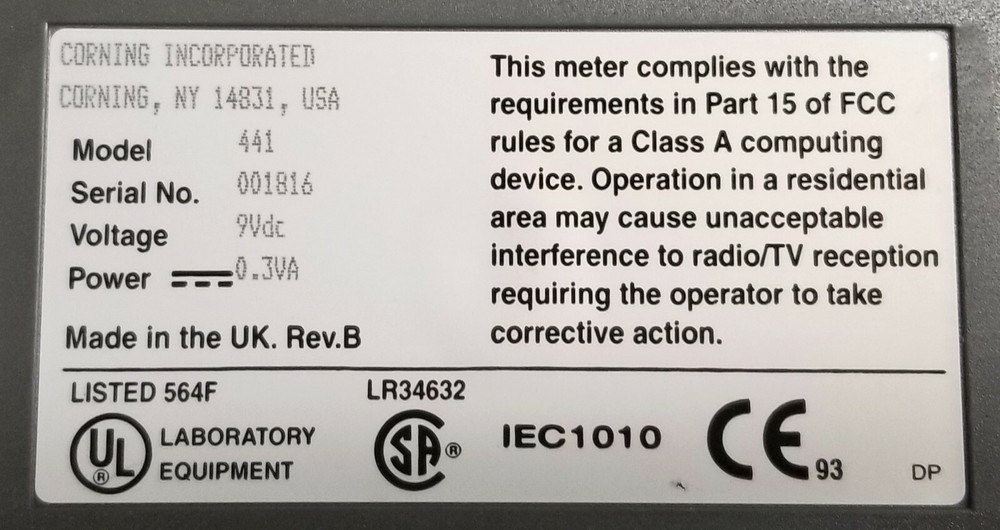 CORNING INCORPORATED
CORNING, NY 14831, USA
Model 441
Serial No. 001816
Voltage 9Vdc
Power 0.3VA
Made in the UK. Rev.B
This meter complies with the
requirements in Part 15 of FCC
rules for a Class A computing
device. Operation in a residential
area may cause unacceptable
interference to radio/TV reception
requiring the operator to take
corrective action.
LISTED 564F
UL ® LABORATORY
EQUIPMENT
LR34632
SA ®
IEC1010
CE 93
DP